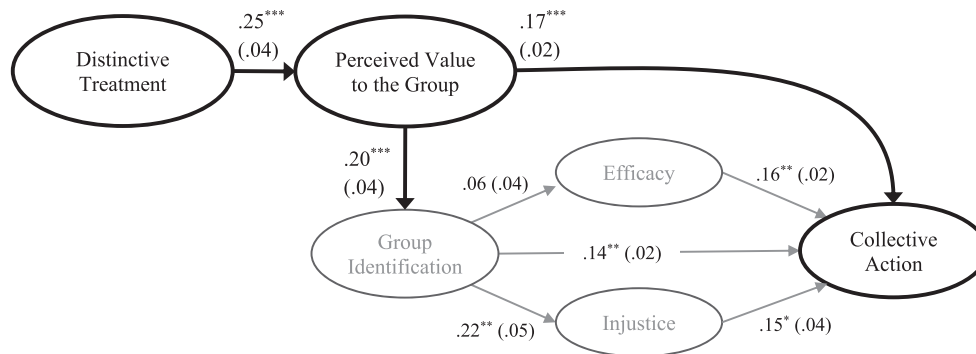 .25***
(.04)
.17***
(.02)
Distinctive
Treatment
Perceived Value
to the Group
.20***
(.04)
.06 (.04)
Efficacy
.16** (.02)
Group
Identification
.14** (.02)
Collective
Action
.22** (.05)
Injustice
.15* (.04)